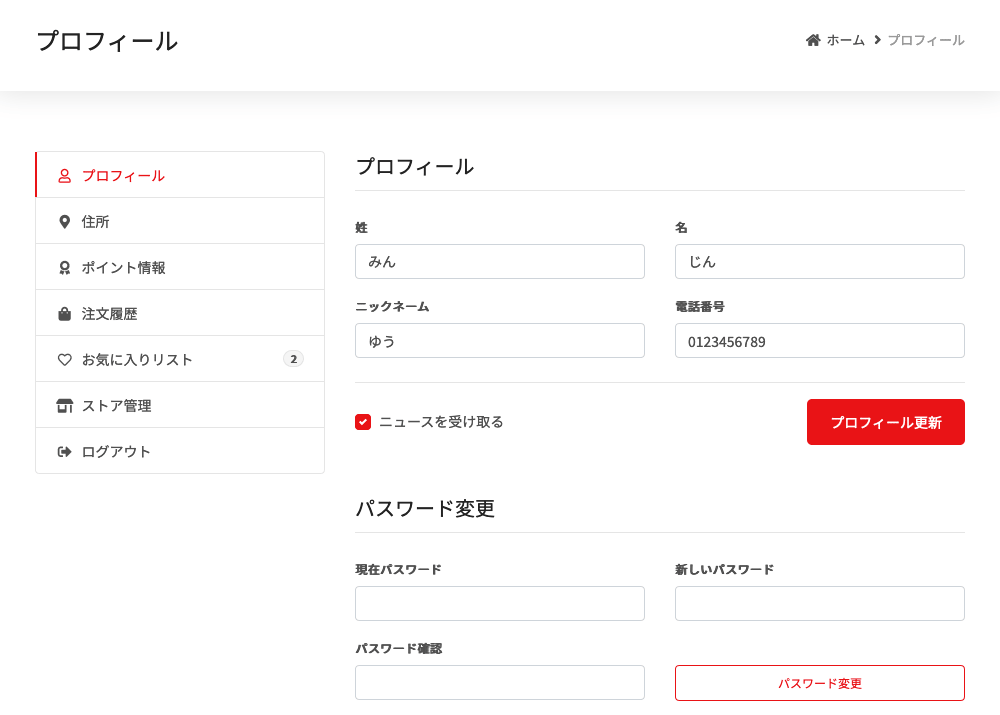 プロフィール
ホーム プロフィール
プロフィール
住所
ポイント情報
注文履歴
お気に入りリスト 2
ストア管理
ログアウト
プロフィール
姓 名
みん じん
ニックネーム 電話番号
ゆう 0123456789
ニュースを受け取る プロフィール更新
パスワード変更
現在パスワード 新しいパスワード
パスワード確認
パスワード変更